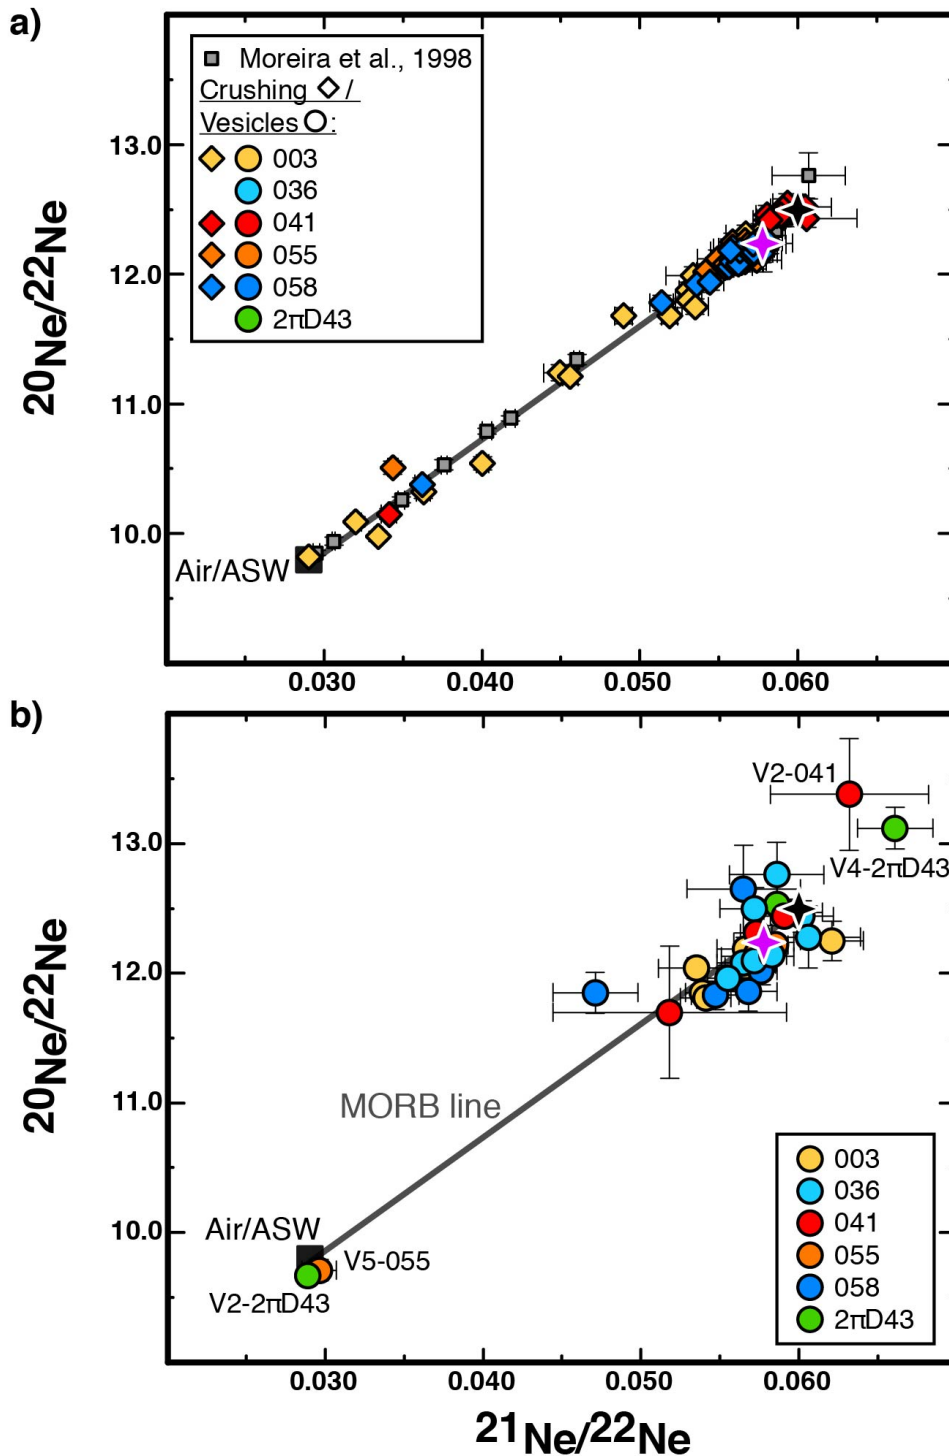 a)
Moreira et al., 1998
Crushing ◇ /
Vesicles ○ :
003
036
041
055
058
2πD43
13.0
12.0
11.0
10.0
²⁰Ne/²²Ne
Air/ASW
0.030 0.040 0.050 0.060
b)
V2-041
V4-2πD43
13.0
12.0
11.0
10.0
²⁰Ne/²²Ne
MORB line
Air/ASW
V5-055
V2-2πD43
003
036
041
055
058
2πD43
0.030 0.040 0.050 0.060
²¹Ne/²²Ne